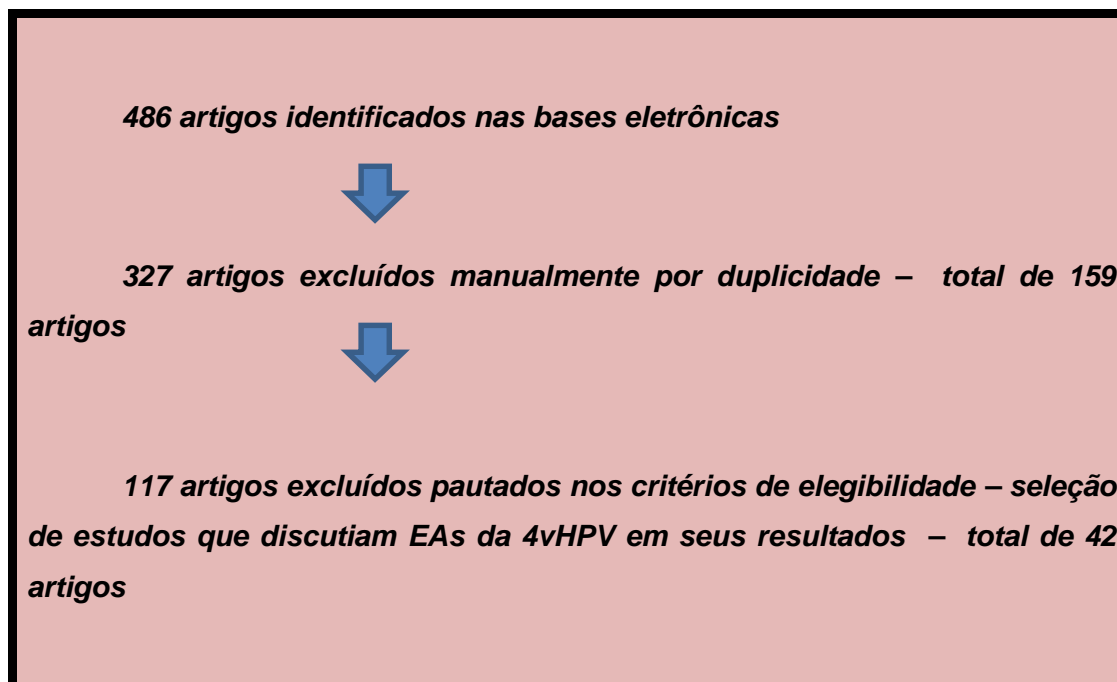 486 artigos identificados nas bases eletrônicas
327 artigos excluídos manualmente por duplicidade – total de 159
artigos
117 artigos excluídos pautados nos critérios de elegibilidade – seleção
de estudos que discutiam EAs da 4vHPV em seus resultados – total de 42
artigos